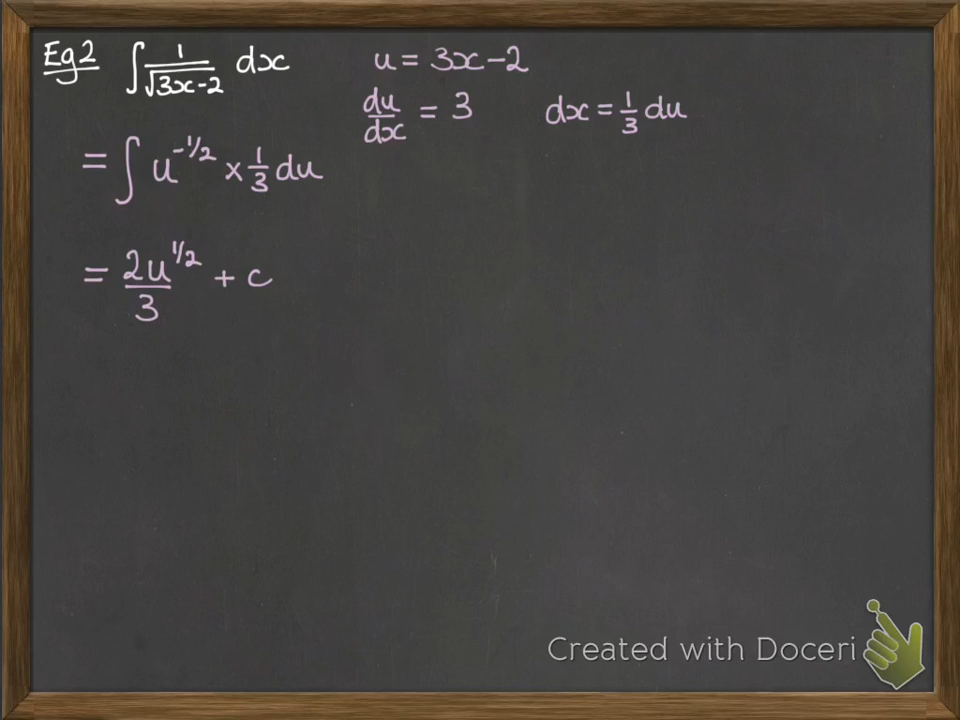 Eg2 ∫ 1/√3x-2 dx u = 3x-2
du/dx = 3 dx = 1/3 du
= ∫ u^-1/2 × 1/3 du
= 2u^1/2/3 + c
Created with Doceri